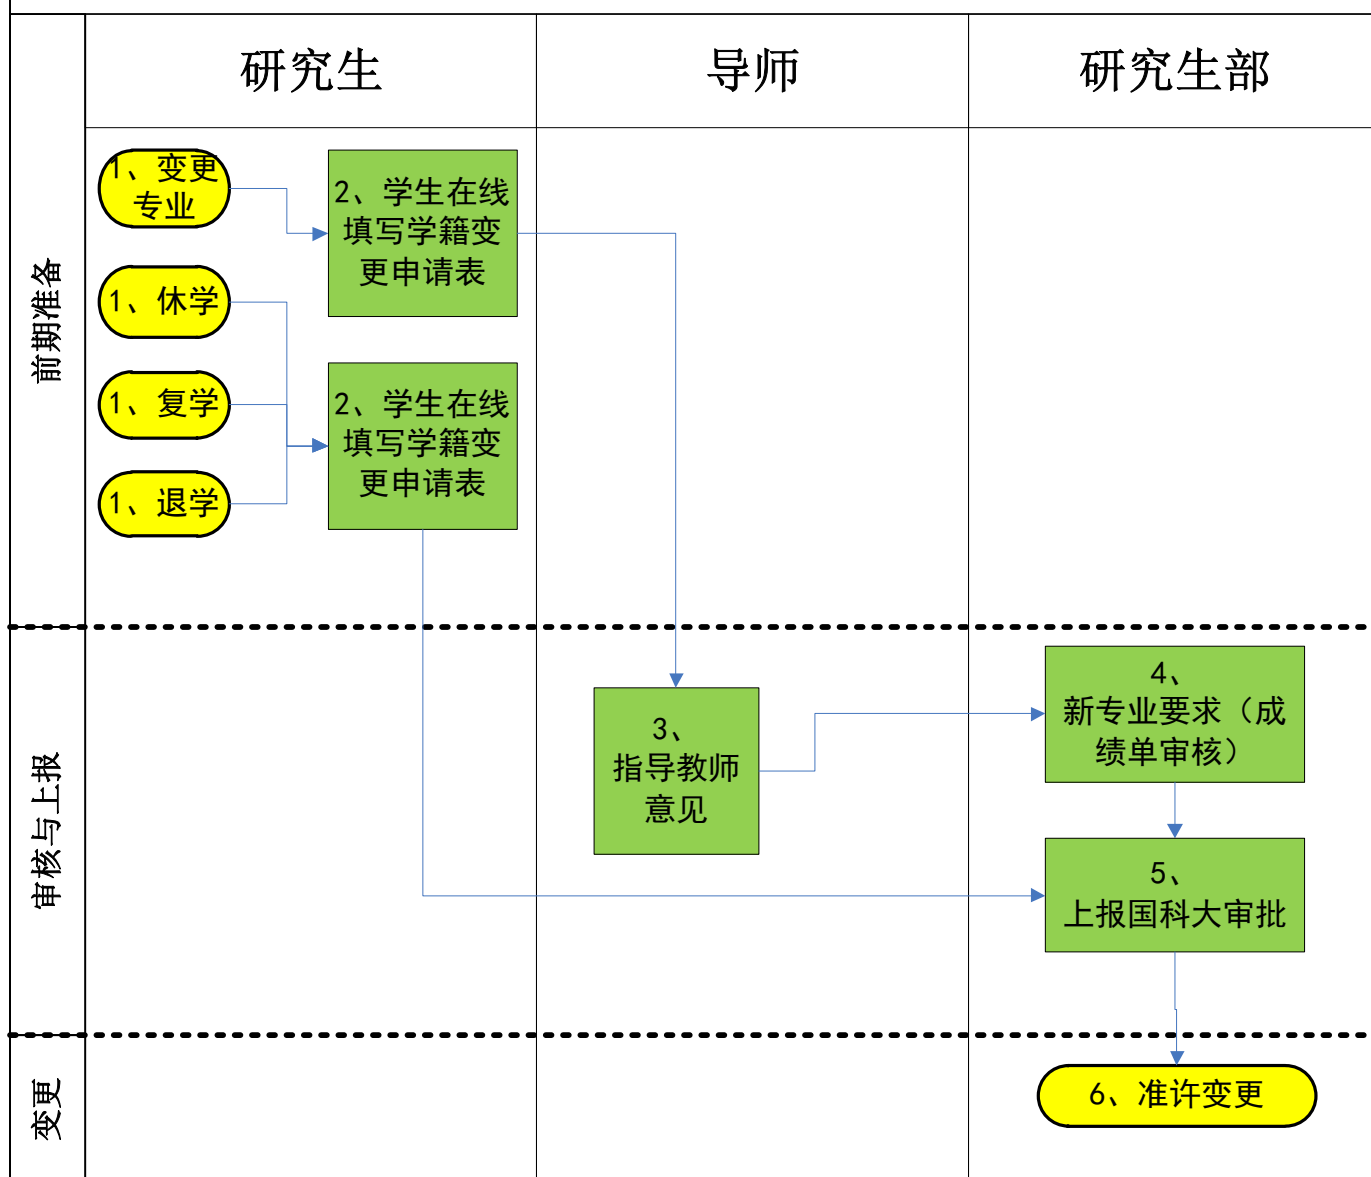 研究生
导师
研究生部
前期准备
1、变更
专业
2、学生在线
填写学籍变
更申请表
1、休学
1、复学
1、退学
2、学生在线
填写学籍变
更申请表
审核与上报
3、
指导教师
意见
4、
新专业要求（成
绩单审核）
5、
上报国科大审批
变更
6、准许变更